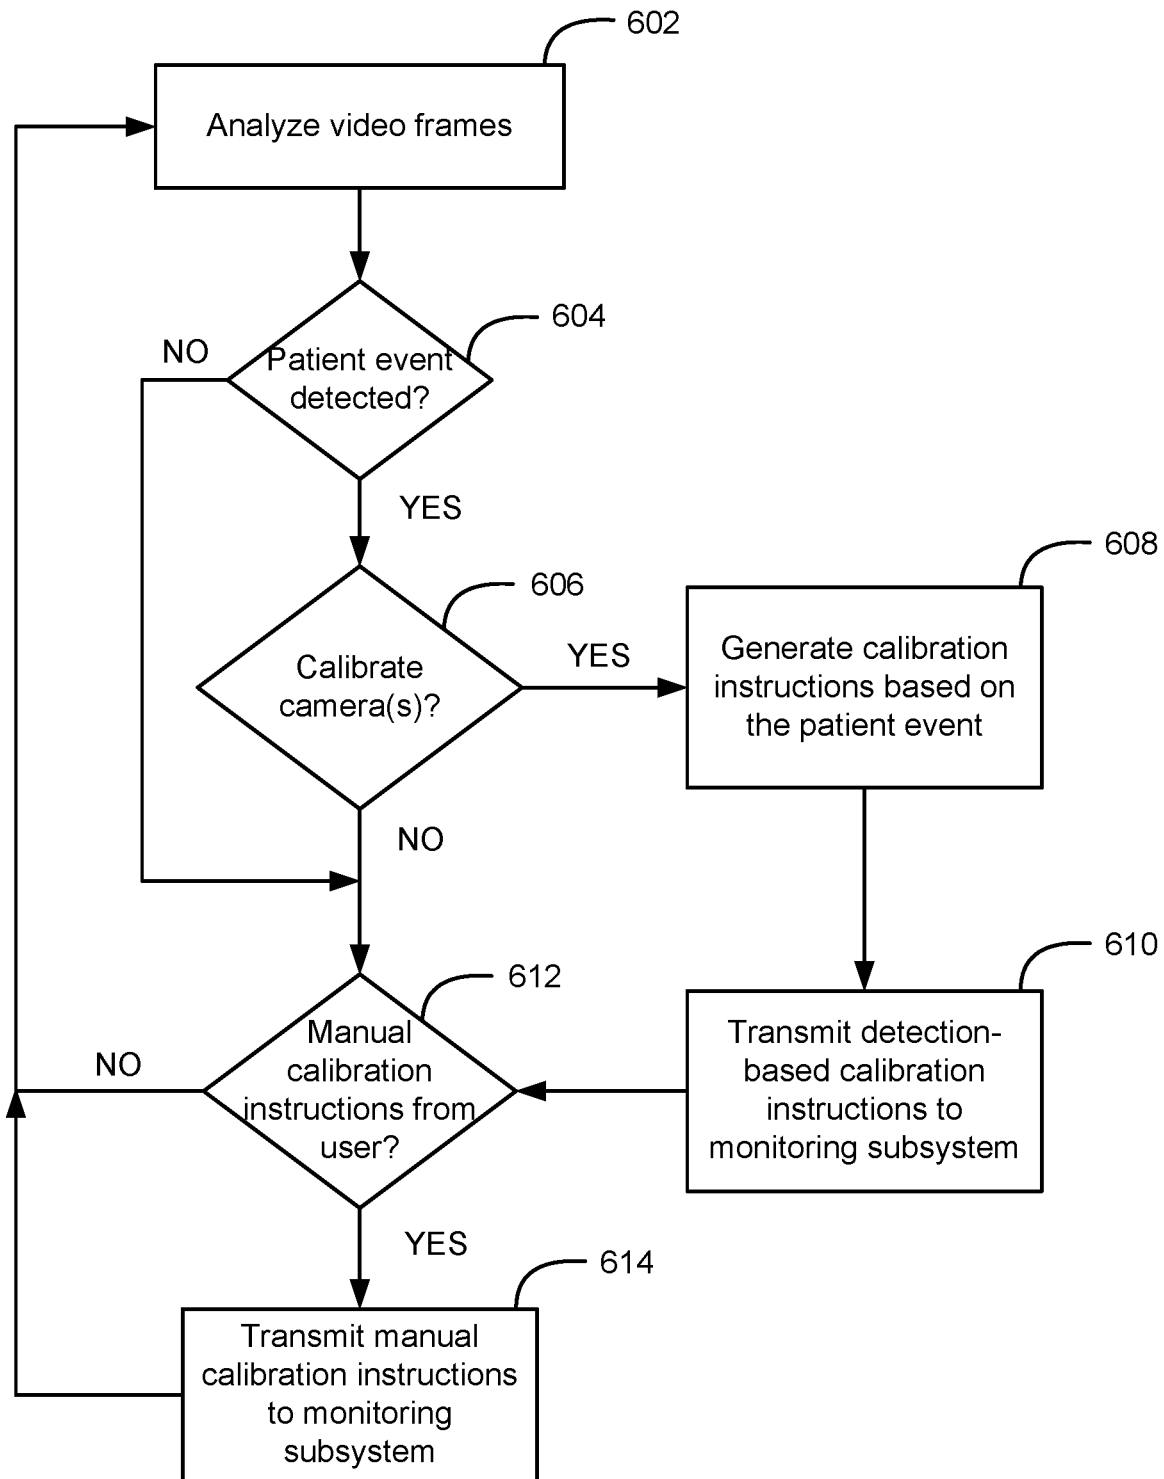 602
Analyze video frames
604
NO
Patient event
detected?
YES
608
606
Calibrate
camera(s)?
YES
Generate calibration
instructions based on
the patient event
NO
610
612
Manual
calibration
instructions from
user?
NO
Transmit detection-
based calibration
instructions to
monitoring subsystem
YES
614
Transmit manual
calibration instructions
to monitoring
subsystem